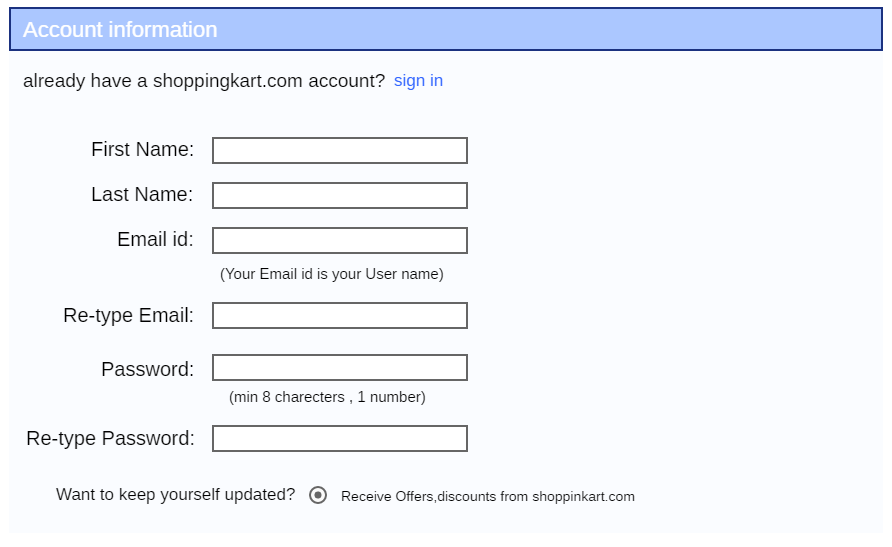 Account information
already have a shoppingkart.com account? sign in
First Name:
Last Name:
Email id:
(Your Email id is your User name)
Re-type Email:
Password:
(min 8 charecters , 1 number)
Re-type Password:
Want to keep yourself updated? Receive Offers,discounts from shoppinkart.com